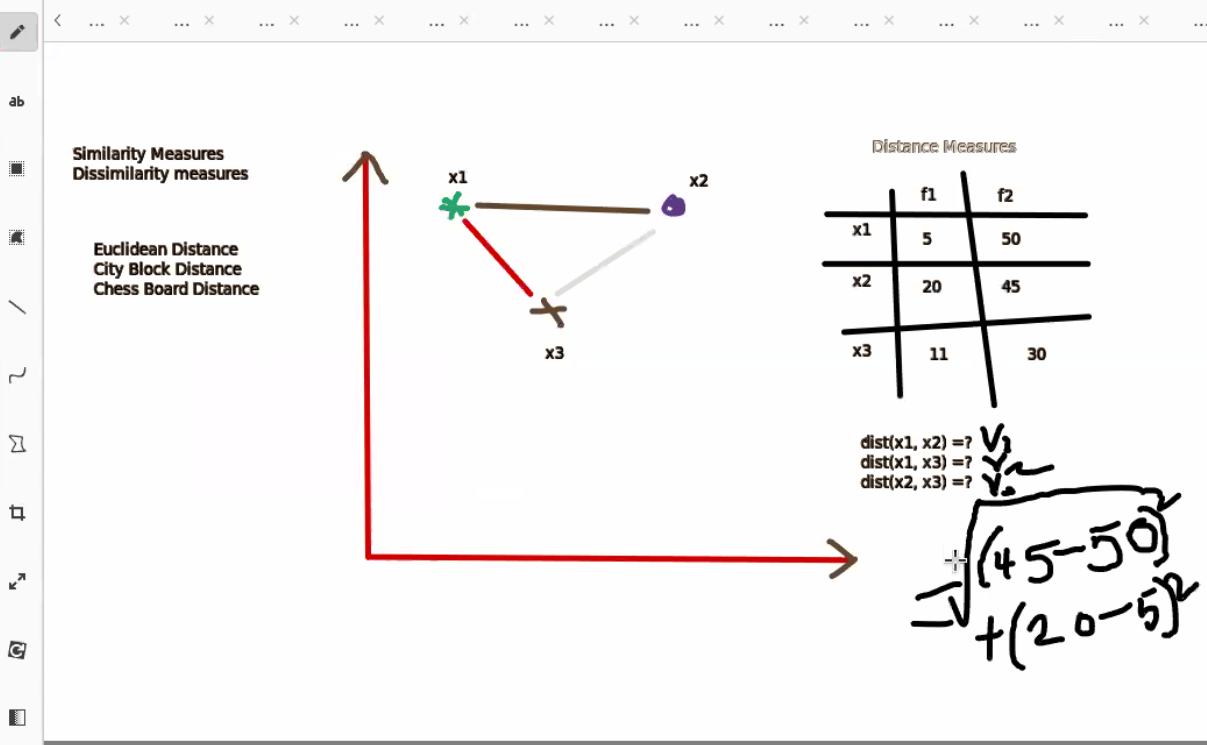 ... ... ... ... ... ... ... ... ... ... ... ... ... ...
ab
Similarity Measures
Dissimilarity measures
Euclidean Distance
City Block Distance
Chess Board Distance
x1
x2
x3
Distance Measures
f1 f2
x1 5 50
x2 20 45
x3 11 30
dist(x1, x2) =?
dist(x1, x3) =?
dist(x2, x3) =?
= √(45-50)²
+(20-5)²